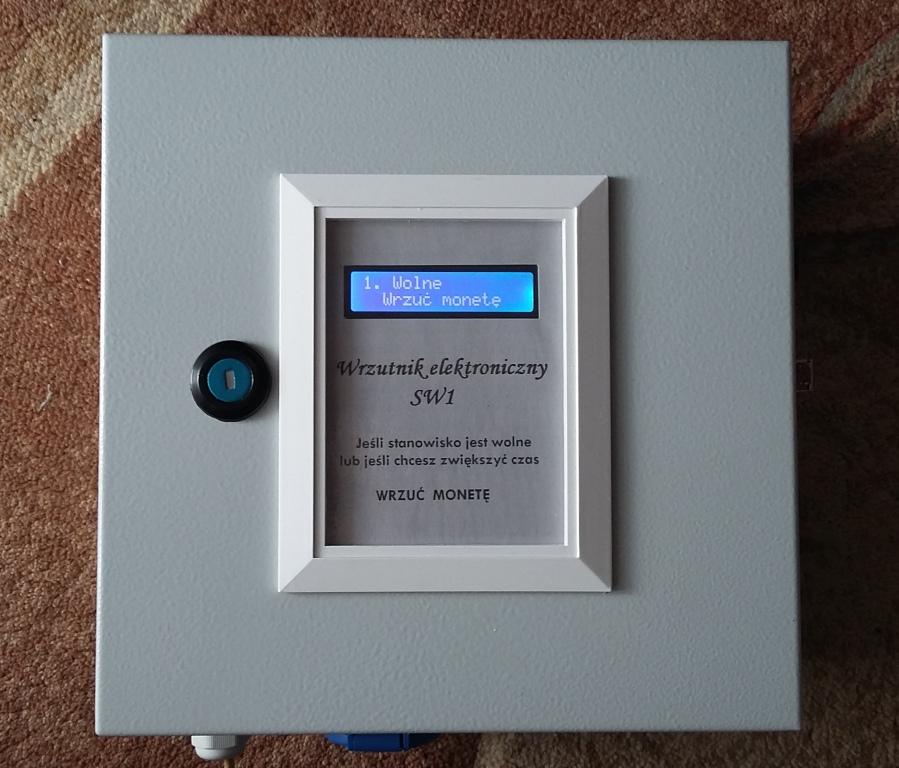 1. Wolne
Wrzuć monetę
Wrzutnik elektroniczny
SW1
Jeśli stanowisko jest wolne
lub jeśli chcesz zwiększyć czas
WRZUĆ MONETĘ